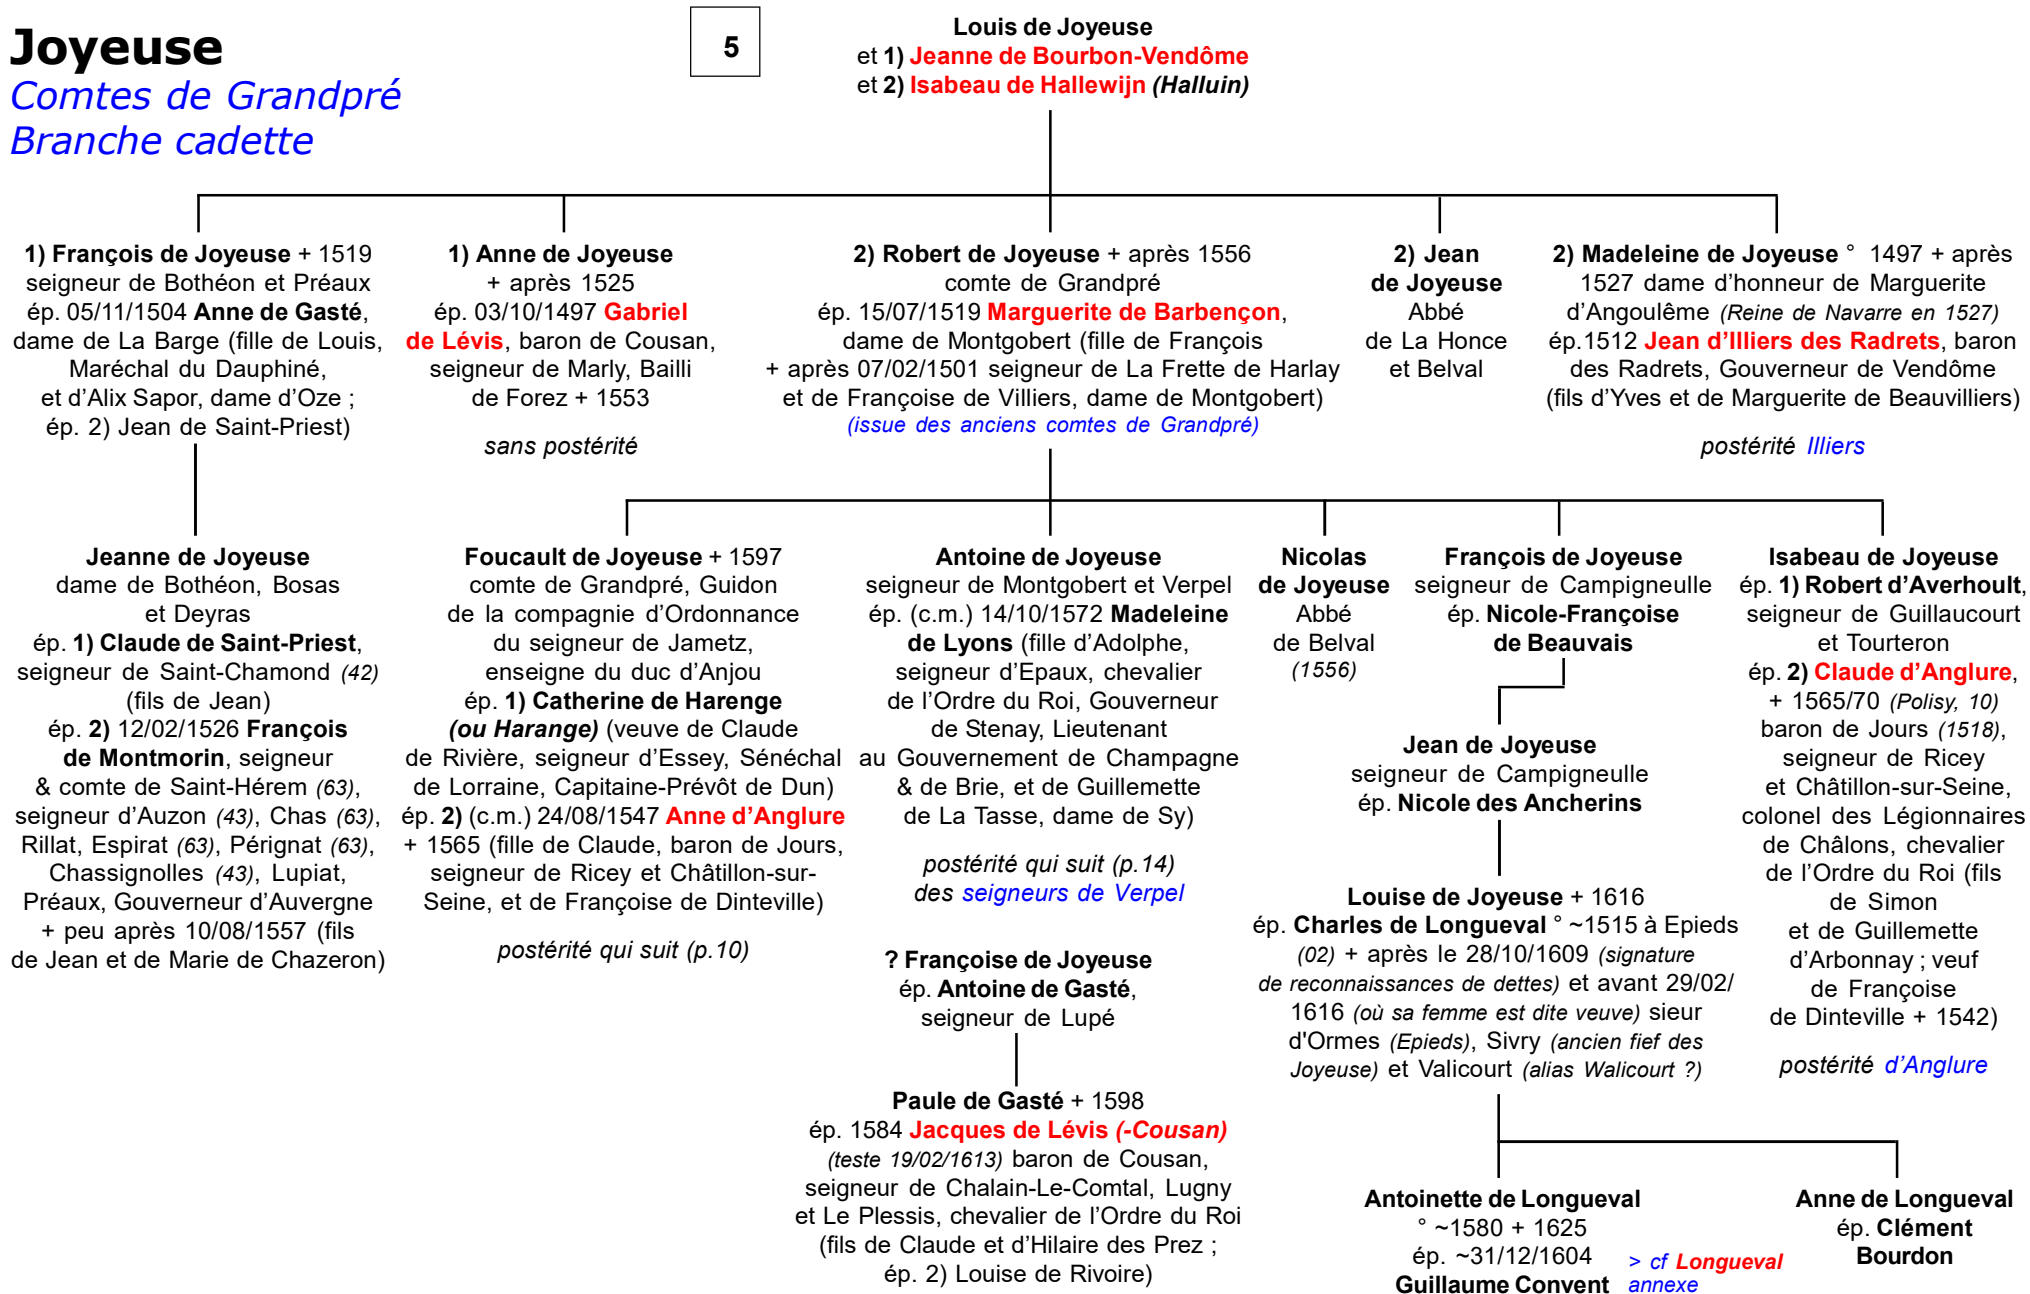 Joyeuse
Comtes de Grandpré
Branche cadette
5
Louis de Joyeuse
et 1) Jeanne de Bourbon-Vendôme
et 2) Isabeau de Hallewijn (Halluin)
1) François de Joyeuse + 1519
seigneur de Bothéon et Préaux
ép. 05/11/1504 Anne de Gasté,
dame de La Barge (fille de Louis,
Maréchal du Dauphiné,
et d'Alix Sapor, dame d'Oze ;
ép. 2) Jean de Saint-Priest)
1) Anne de Joyeuse
+ après 1525
ép. 03/10/1497 Gabriel
de Lévis, baron de Cousan,
seigneur de Marly, Bailli
de Forez + 1553
sans postérité
2) Robert de Joyeuse + après 1556
comte de Grandpré
ép. 15/07/1519 Marguerite de Barbençon,
dame de Montgobert (fille de François
+ après 07/02/1501 seigneur de La Frette de Harlay
et de Françoise de Villiers, dame de Montgobert)
(issue des anciens comtes de Grandpré)
2) Jean
de Joyeuse
Abbé
de La Honce
et Belval
2) Madeleine de Joyeuse ° 1497 + après
1527 dame d'honneur de Marguerite
d'Angoulême (Reine de Navarre en 1527)
ép.1512 Jean d'Illiers des Radrets, baron
des Radrets, Gouverneur de Vendôme
(fils d'Yves et de Marguerite de Beauvilliers)
postérité Illiers
Jeanne de Joyeuse
dame de Bothéon, Bosas
et Deyras
ép. 1) Claude de Saint-Priest,
seigneur de Saint-Chamond (42)
(fils de Jean)
ép. 2) 12/02/1526 François
de Montmorin, seigneur
& comte de Saint-Hérem (63),
seigneur d'Auzon (43), Chas (63),
Rillat, Espirat (63), Pérignat (63),
Chassignolles (43), Lupiat,
Préaux, Gouverneur d'Auvergne
+ peu après 10/08/1557 (fils
de Jean et de Marie de Chazeron)
Foucault de Joyeuse + 1597
comte de Grandpré, Guidon
de la compagnie d'Ordonnance
du seigneur de Jametz,
enseigne du duc d'Anjou
ép. 1) Catherine de Harenge
(ou Harange) (veuve de Claude
de Rivière, seigneur d'Essey, Sénéchal
de Lorraine, Capitaine-Prévôt de Dun)
ép. 2) (c.m.) 24/08/1547 Anne d'Anglure
+ 1565 (fille de Claude, baron de Jours,
seigneur de Ricey et Châtillon-sur-
Seine, et de Françoise de Dinteville)
postérité qui suit (p.10)
Antoine de Joyeuse
seigneur de Montgobert et Verpel
ép. (c.m.) 14/10/1572 Madeleine
de Lyons (fille d'Adolphe,
seigneur d'Epaux, chevalier
de l'Ordre du Roi, Gouverneur
de Stenay, Lieutenant
au Gouvernement de Champagne
& de Brie, et de Guillemette
de La Tasse, dame de Sy)
postérité qui suit (p.14)
des seigneurs de Verpel
? Françoise de Joyeuse
ép. Antoine de Gasté,
seigneur de Lupé
Paule de Gasté + 1598
ép. 1584 Jacques de Lévis (-Cousan)
(teste 19/02/1613) baron de Cousan,
seigneur de Chalain-Le-Comtal, Lugny
et Le Plessis, chevalier de l'Ordre du Roi
(fils de Claude et d'Hilaire des Prez ;
ép. 2) Louise de Rivoire)
Nicolas
de Joyeuse
Abbé
de Belval
(1556)
François de Joyeuse
seigneur de Campigneulle
ép. Nicole-Françoise
de Beauvais
Jean de Joyeuse
seigneur de Campigneulle
ép. Nicole des Ancherins
Louise de Joyeuse + 1616
ép. Charles de Longueval ° ~1515 à Epieds
(02) + après le 28/10/1609 (signature
de reconnaissances de dettes) et avant 29/02/
1616 (où sa femme est dite veuve) sieur
d'Ormes (Epieds), Sivry (ancien fief des
Joyeuse) et Valicourt (alias Walicourt ?)
Antoinette de Longueval
° ~1580 + 1625
ép. ~31/12/1604
Guillaume Convent
> cf Longueval
annexe
Anne de Longueval
ép. Clément
Bourdon
Isabeau de Joyeuse
ép. 1) Robert d'Averhoult,
seigneur de Guillaucourt
et Tourteron
ép. 2) Claude d'Anglure,
+ 1565/70 (Polisy, 10)
baron de Jours (1518),
seigneur de Ricey
et Châtillon-sur-Seine,
colonel des Légionnaires
de Châlons, chevalier
de l'Ordre du Roi (fils
de Simon
et de Guillemette
d'Arbonnay ; veuf
de Françoise
de Dinteville + 1542)
postérité d'Anglure